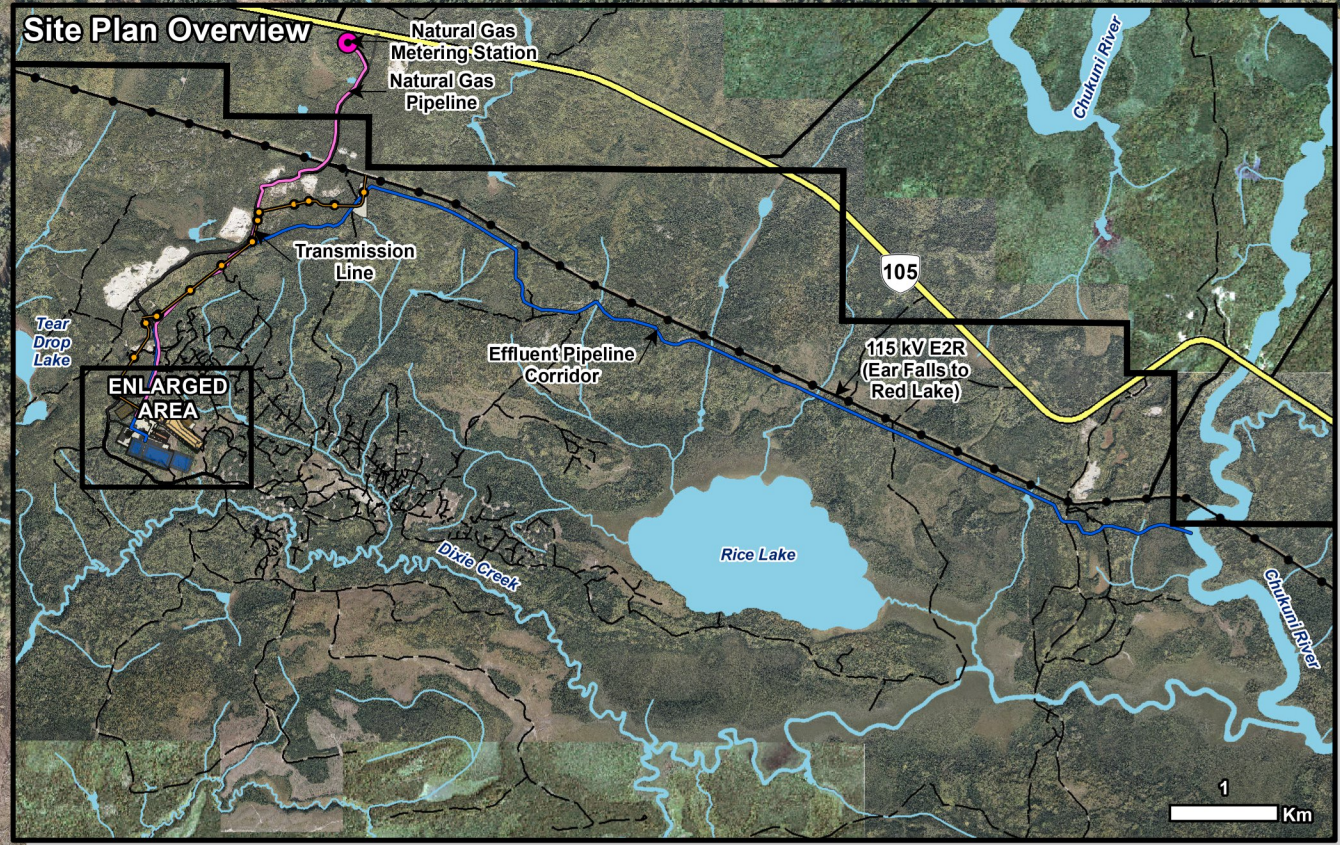 Site Plan Overview
Natural Gas
Metering Station
Natural Gas
Pipeline
Chukuni River
105
Transmission
Line
Tear
Drop
Lake
Effluent Pipeline
Corridor
115 kV E2R
(Ear Falls to
Red Lake)
ENLARGED
AREA
Rice Lake
Dixie Creek
Chukuni River
1
Km